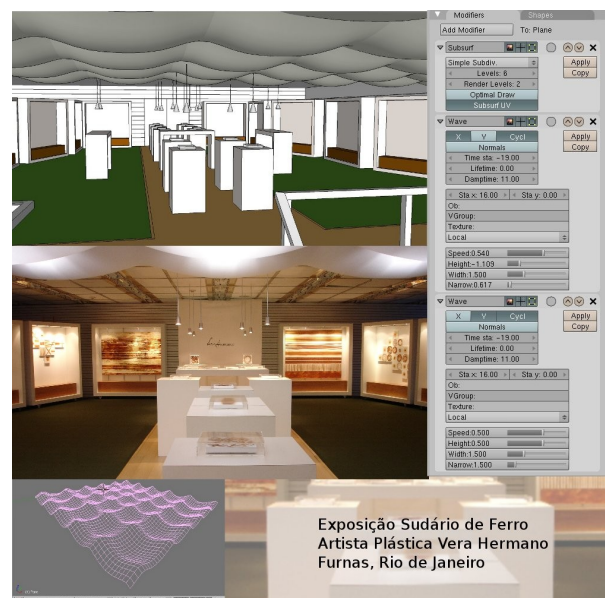 Modifiers
Shapes
Add Modifier
To: Plane
Subsurf
Simple Subdiv.
Apply
Levels: 6
Copy
Render Levels: 2
Optimal Draw
Subsurf UV
Wave
X
Y
Cycl
Apply
Normals
Copy
Time sta: -19.00
Lifetime: 0.00
Damptime: 11.00
Sta x: 16.00
Sta y: 0.00
Ob:
VGroup:
Texture:
Local
Speed:0.540
Height:-1.109
Width:1.500
Narrow:0.617
Wave
X
Y
Cycl
Apply
Normals
Copy
Time sta: -19.00
Lifetime: 0.00
Damptime: 11.00
Sta x: 16.00
Sta y: 0.00
Ob:
VGroup:
Texture:
Local
Speed:0.500
Height:0.500
Width:1.500
Narrow:1.500
Exposição Sudário de Ferro
Artista Plástica Vera Hermano
Furnas, Rio de Janeiro